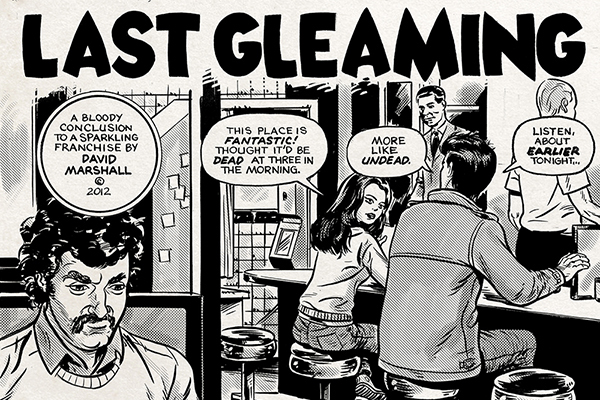 LAST GLEAMING
A BLOODY
CONCLUSION
TO A SPARKLING
FRANCHISE BY
DAVID
MARSHALL
©
2012
THIS PLACE IS
FANTASTIC!
THOUGHT IT'D BE
DEAD AT THREE IN
THE MORNING.
MORE
LIKE
UNDEAD.
LISTEN,
ABOUT
EARLIER
TONIGHT...